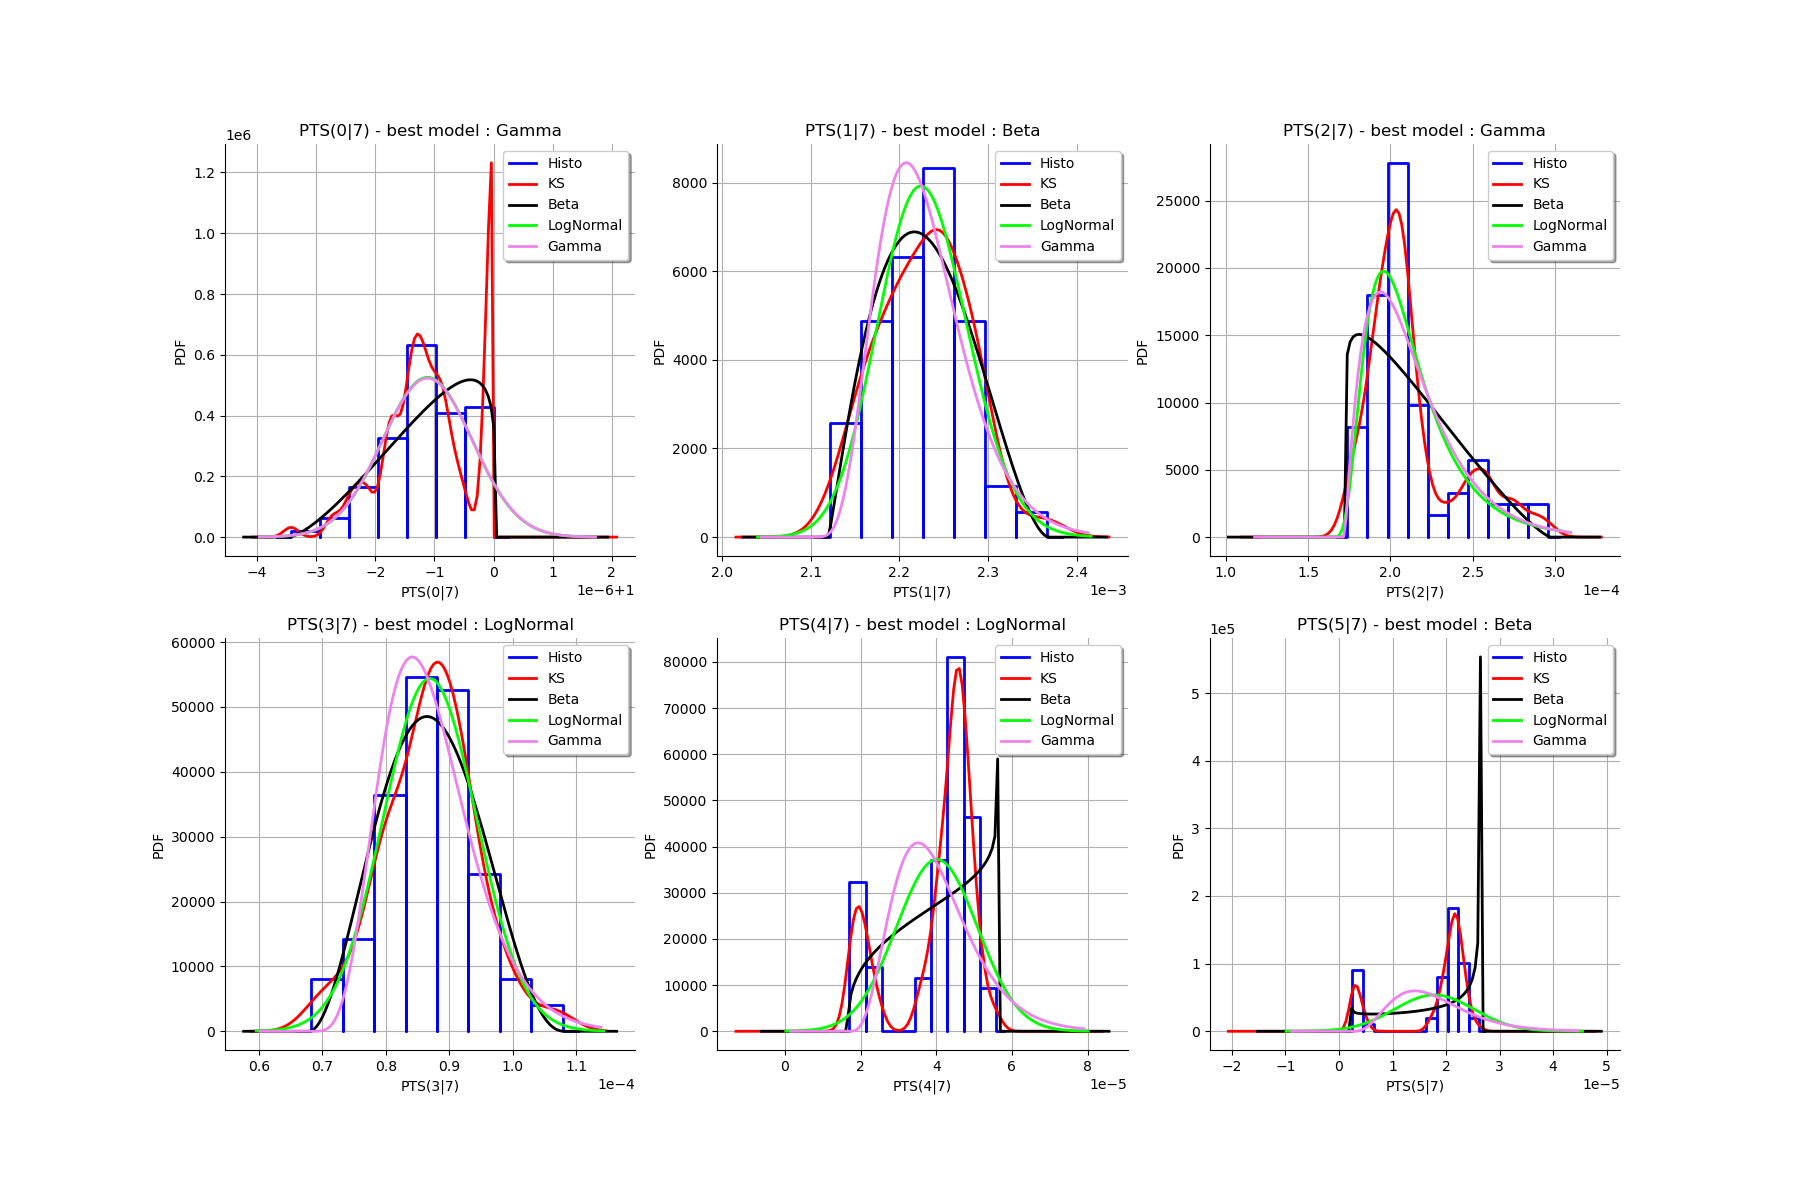 PTS(0|7) - best model : Gamma
1e6
1.2
1.0
0.8
0.6
0.4
0.2
0.0
PDF
−4 −3 −2 −1 0 1 2
PTS(0|7)
1e−6+1
Histo
KS
Beta
LogNormal
Gamma
PTS(1|7) - best model : Beta
8000
6000
4000
2000
0
PDF
2.0 2.1 2.2 2.3 2.4
PTS(1|7)
1e−3
Histo
KS
Beta
LogNormal
Gamma
PTS(2|7) - best model : Gamma
25000
20000
15000
10000
5000
0
PDF
1.0 1.5 2.0 2.5 3.0
PTS(2|7)
1e−4
Histo
KS
Beta
LogNormal
Gamma
PTS(3|7) - best model : LogNormal
60000
50000
40000
30000
20000
10000
0
PDF
0.6 0.7 0.8 0.9 1.0 1.1
PTS(3|7)
1e−4
Histo
KS
Beta
LogNormal
Gamma
PTS(4|7) - best model : LogNormal
80000
70000
60000
50000
40000
30000
20000
10000
0
PDF
0 2 4 6 8
PTS(4|7)
1e−5
Histo
KS
Beta
LogNormal
Gamma
PTS(5|7) - best model : Beta
1e5
5
4
3
2
1
0
PDF
−2 −1 0 1 2 3 4 5
PTS(5|7)
1e−5
Histo
KS
Beta
LogNormal
Gamma